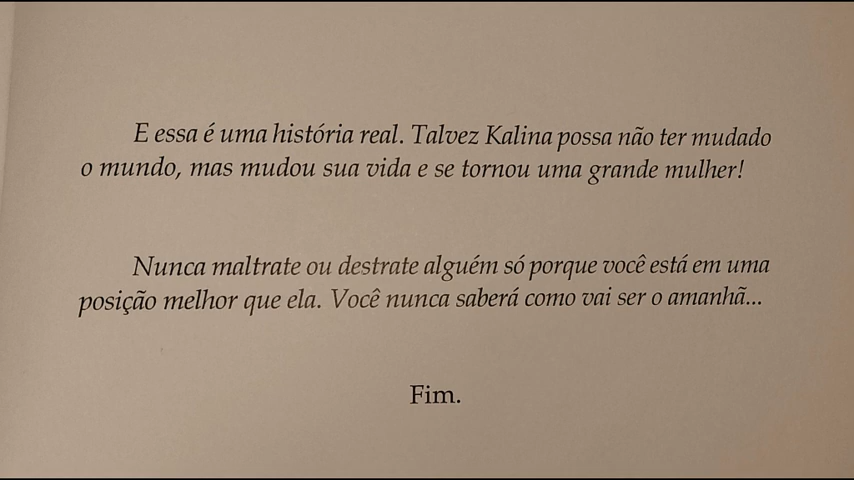 E essa é uma história real. Talvez Kalina possa não ter mudado
o mundo, mas mudou sua vida e se tornou uma grande mulher!
Nunca maltrate ou destrate alguém só porque você está em uma
posição melhor que ela. Você nunca saberá como vai ser o amanhã...
Fim.